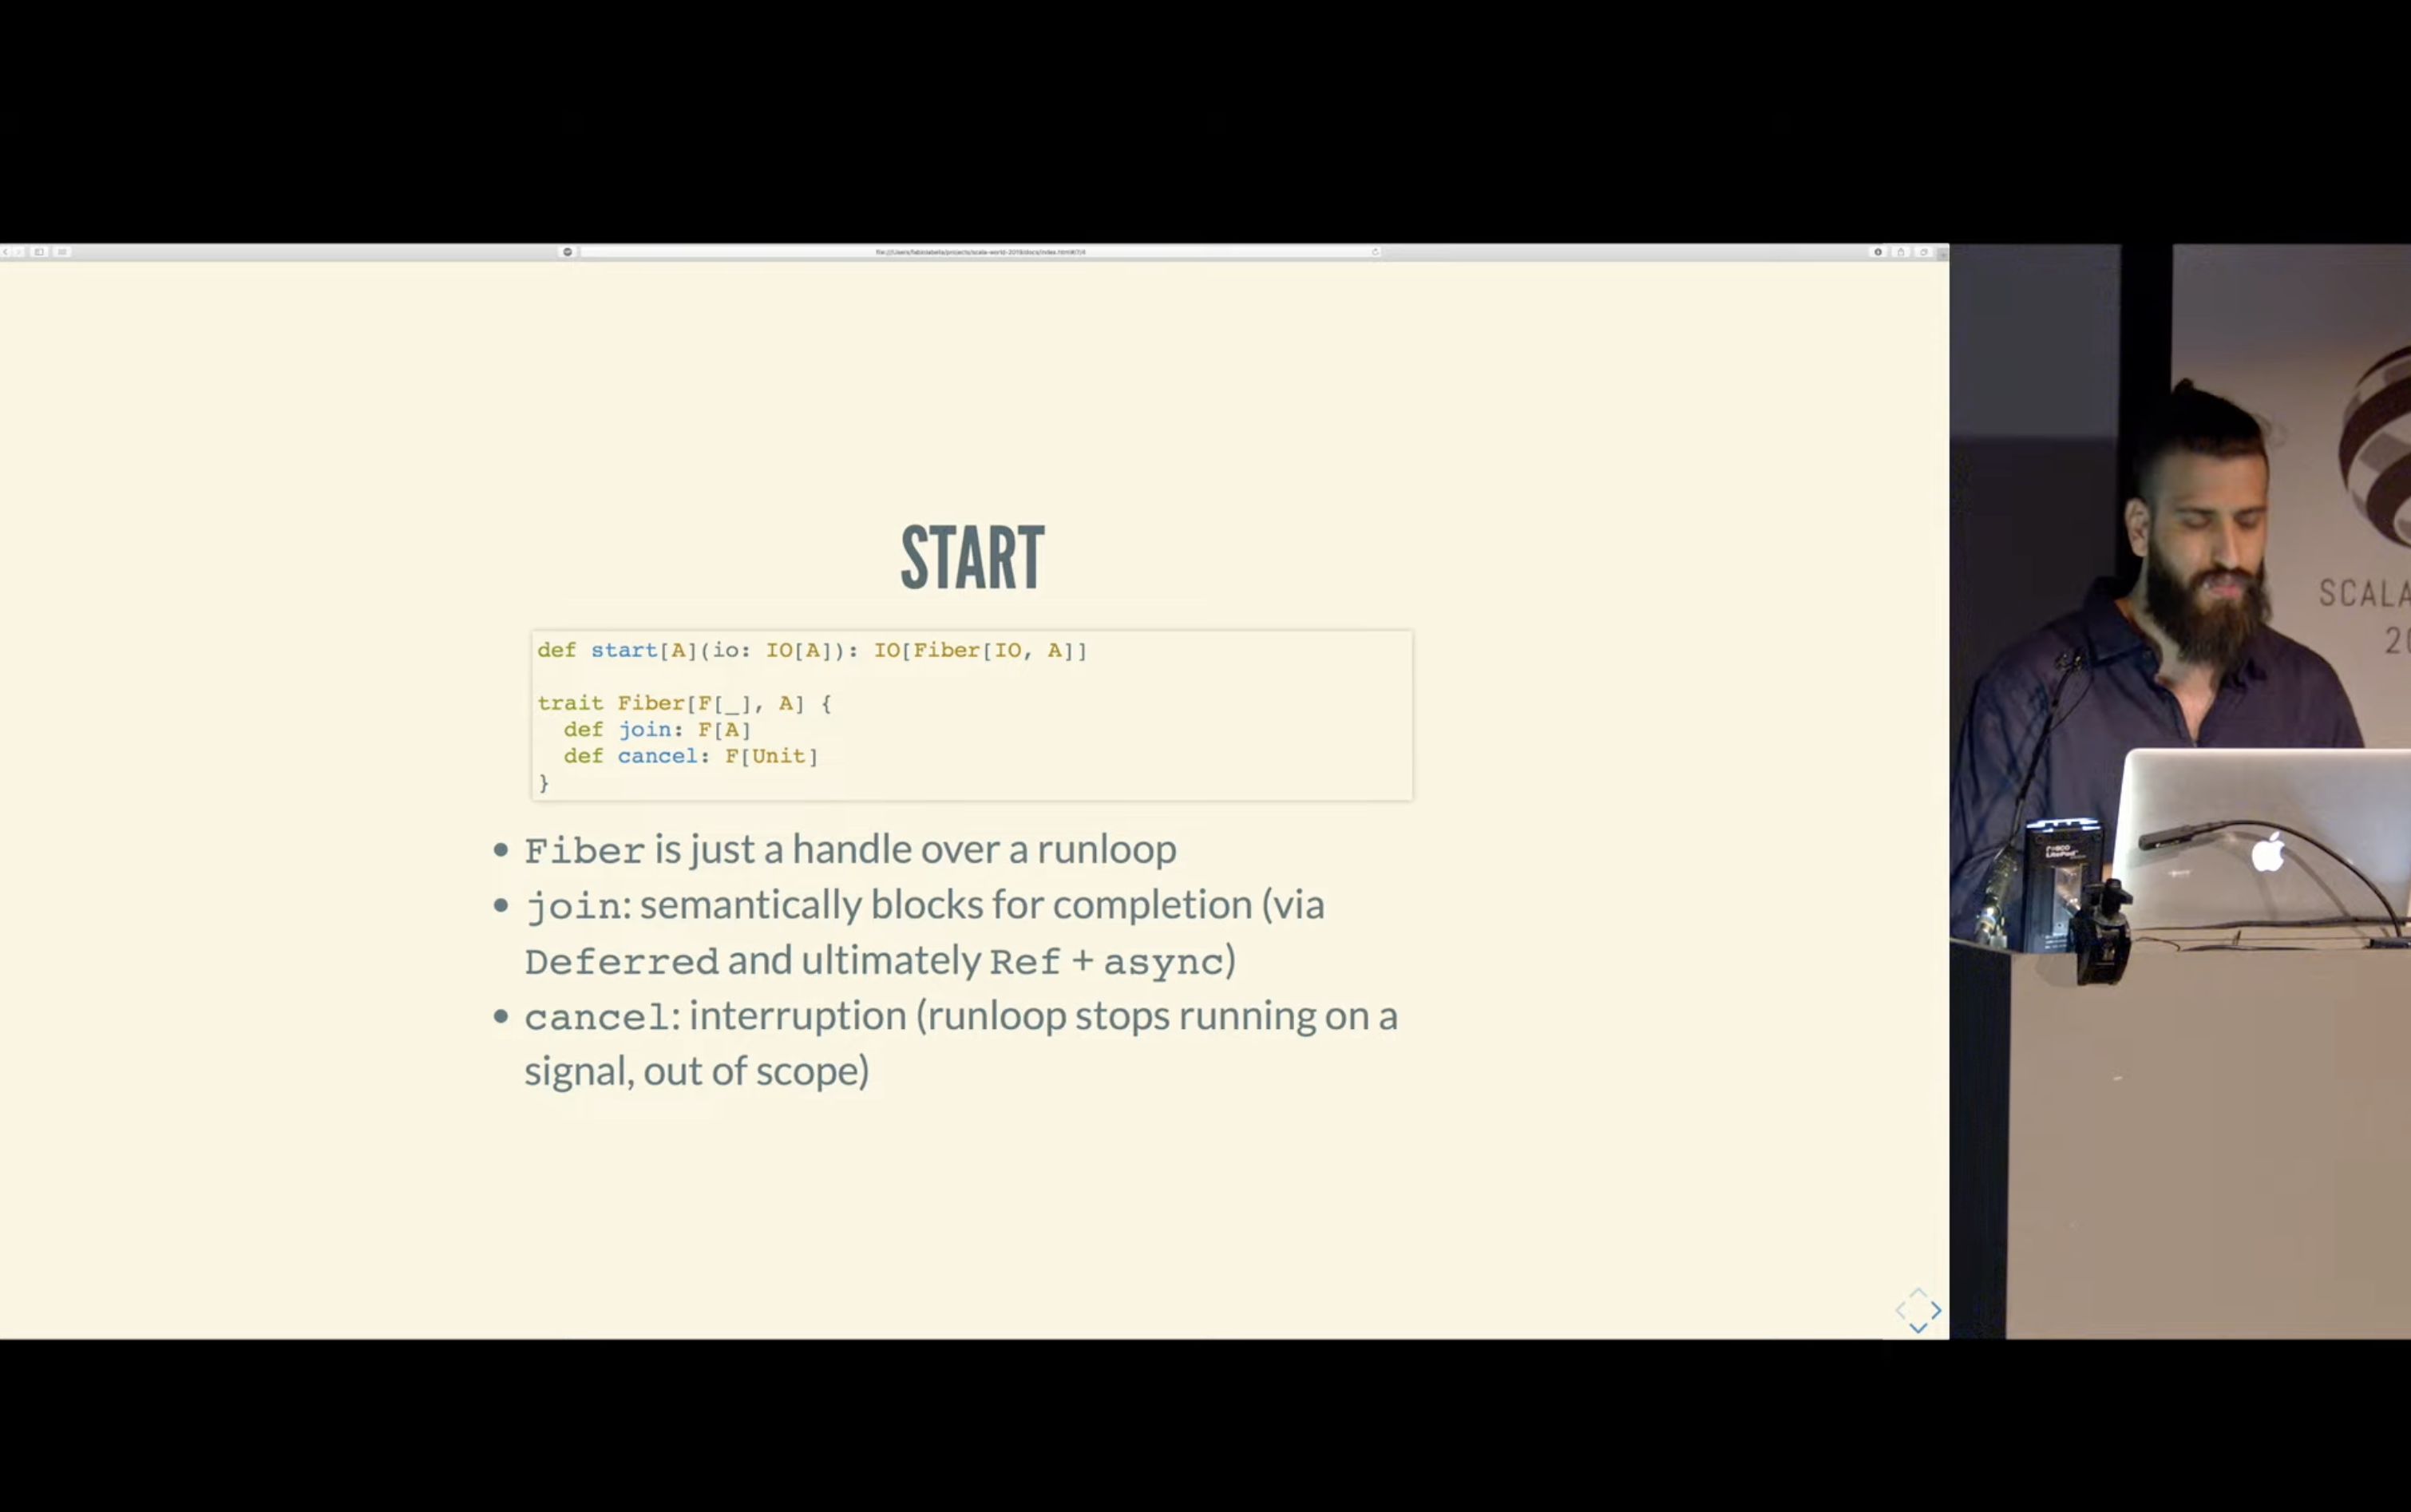 START
def start[A](io: IO[A]): IO[Fiber[IO, A]]
trait Fiber[F[_], A] {
def join: F[A]
def cancel: F[Unit]
}
• Fiber is just a handle over a runloop
• join: semantically blocks for completion (via
Deferred and ultimately Ref + async)
• cancel: interruption (runloop stops running on a
signal, out of scope)
SCALA